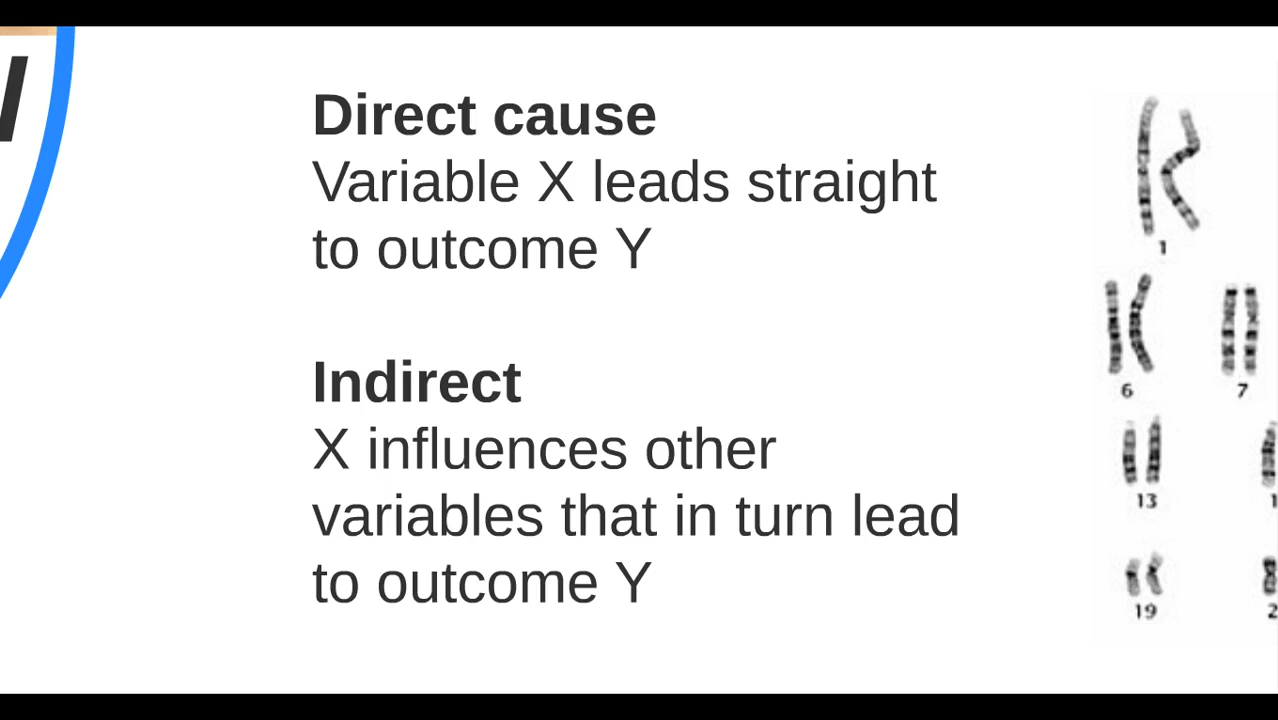 Direct cause
Variable X leads straight
to outcome Y
Indirect
X influences other
variables that in turn lead
to outcome Y
1
6
7
13
19